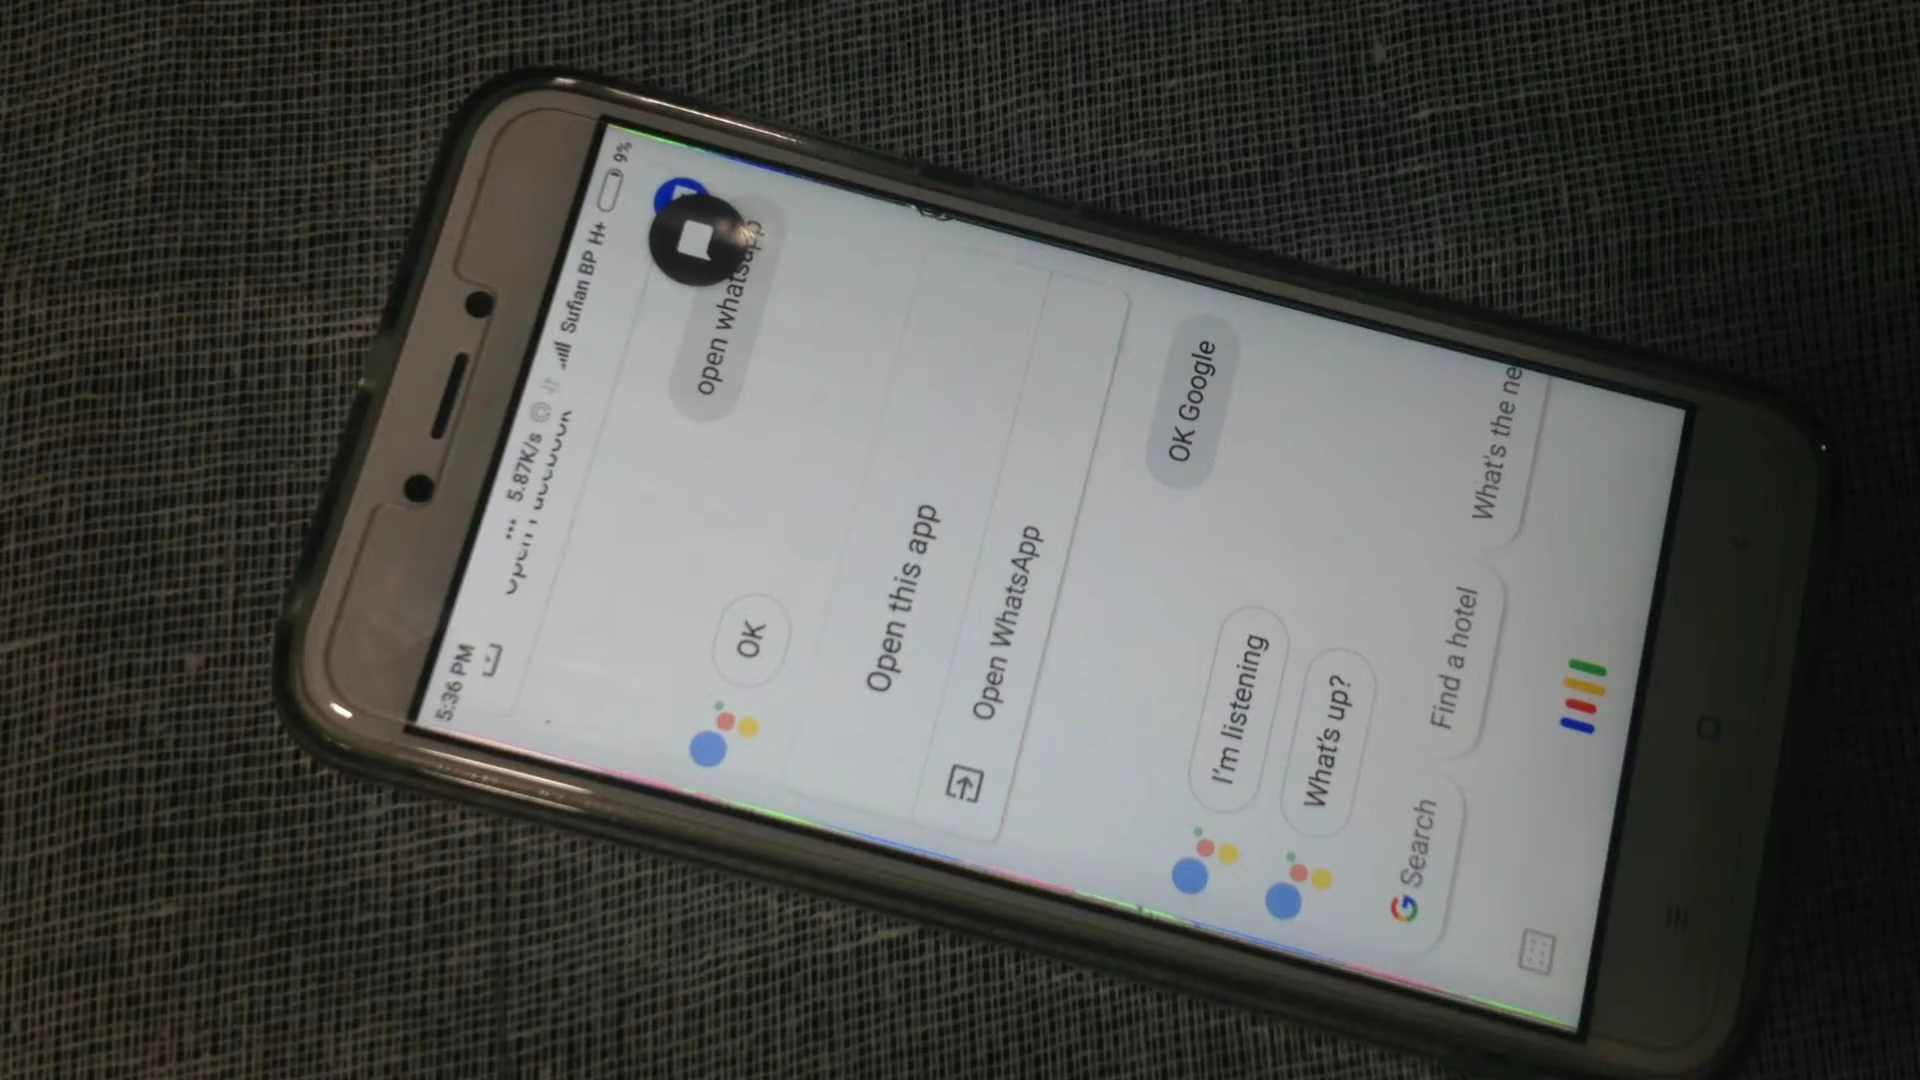 5:36 PM ... 5.87K/s Sufian BP H+ 9%
open whatsapp
OK
Open this app
Open WhatsApp
OK Google
I'm listening
What's up?
G Search Find a hotel What's the ne